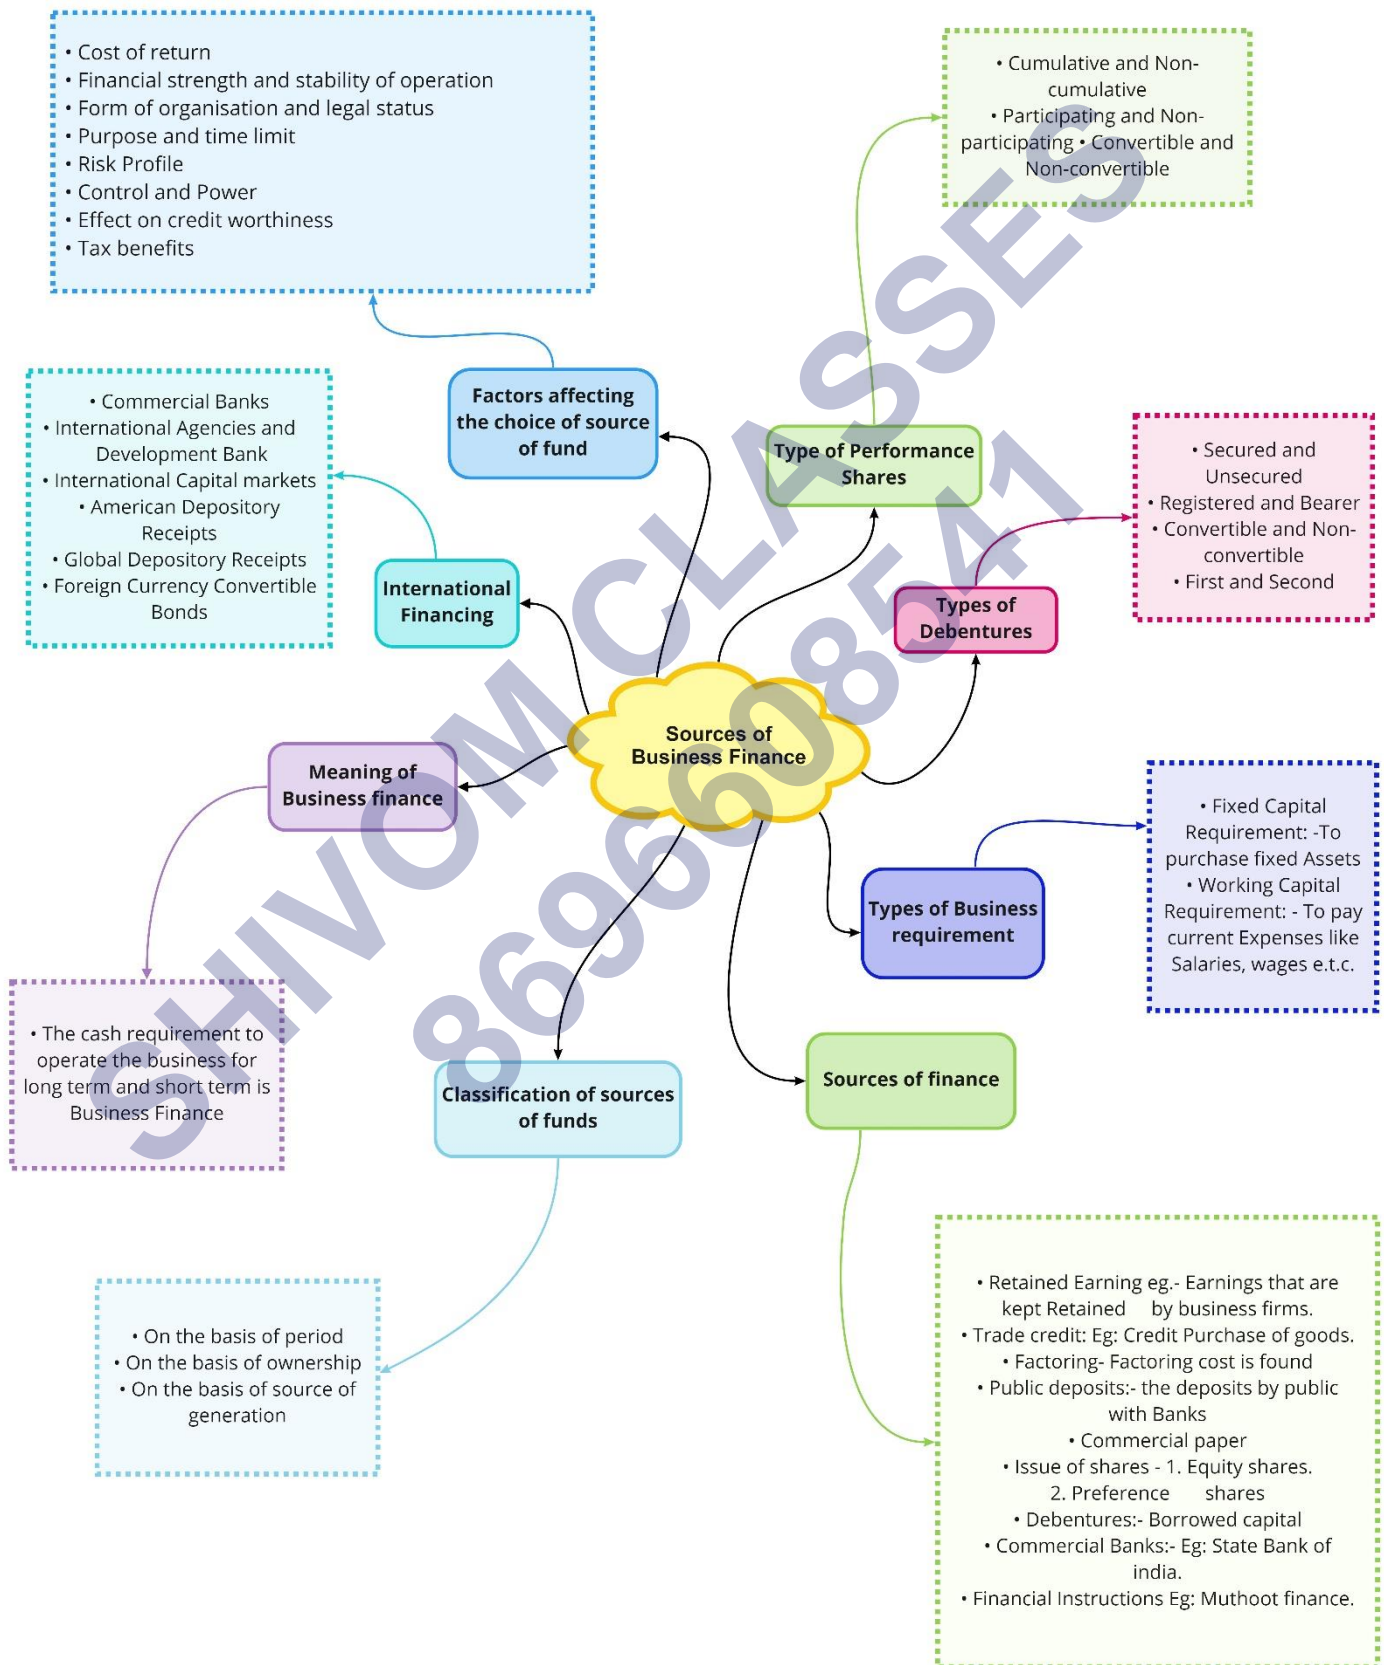 • Cost of return
• Financial strength and stability of operation
• Form of organisation and legal status
• Purpose and time limit
• Risk Profile
• Control and Power
• Effect on credit worthiness
• Tax benefits
• Cumulative and Non-
cumulative
• Participating and Non-
participating • Convertible and
Non-convertible
Factors affecting
the choice of source
of fund
• Commercial Banks
• International Agencies and
Development Bank
• International Capital markets
• American Depository
Receipts
• Global Depository Receipts
• Foreign Currency Convertible
Bonds
Type of Performance
Shares
• Secured and
Unsecured
• Registered and Bearer
• Convertible and Non-
convertible
• First and Second
International
Financing
Types of
Debentures
Sources of
Business Finance
Meaning of
Business finance
• Fixed Capital
Requirement: -To
purchase fixed Assets
• Working Capital
Requirement: - To pay
current Expenses like
Salaries, wages e.t.c.
Types of Business
requirement
• The cash requirement to
operate the business for
long term and short term is
Business Finance
Classification of sources
of funds
Sources of finance
• On the basis of period
• On the basis of ownership
• On the basis of source of
generation
• Retained Earning eg.- Earnings that are
kept Retained by business firms.
• Trade credit: Eg: Credit Purchase of goods.
• Factoring- Factoring cost is found
• Public deposits:- the deposits by public
with Banks
• Commercial paper
• Issue of shares - 1. Equity shares.
2. Preference shares
• Debentures:- Borrowed capital
• Commercial Banks:- Eg: State Bank of
india.
• Financial Instructions Eg: Muthoot finance.
SHIVOM CLASSES
8696608541